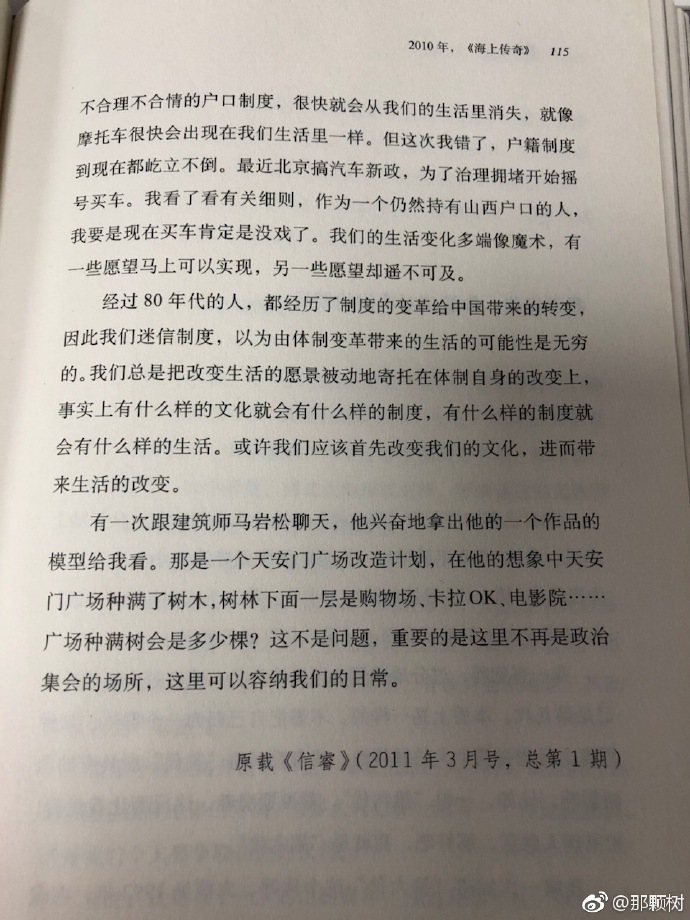 2010年，《海上传奇》 115
不合理不合情的户口制度，很快就会从我们的生活里消失，就像
摩托车很快会出现在我们生活里一样。但这次我错了，户籍制度
到现在都屹立不倒。最近北京搞汽车新政，为了治理拥堵开始摇
号买车。我看了看有关细则，作为一个仍然持有山西户口的人，
我要是现在买车肯定是没戏了。我们的生活变化多端像魔术，有
一些愿望马上可以实现，另一些愿望却遥不可及。
经过80年代的人，都经历了制度的变革给中国带来的转变，
因此我们迷信制度，以为由体制变革带来的生活的可能性是无穷
的。我们总是把改变生活的愿景被动地寄托在体制自身的改变上，
事实上有什么样的文化就会有什么样的制度，有什么样的制度就
会有什么样的生活。或许我们应该首先改变我们的文化，进而带
来生活的改变。
有一次跟建筑师马岩松聊天，他兴奋地拿出他的一个作品的
模型给我看。那是一个天安门广场改造计划，在他的想象中天安
门广场种满了树木，树林下面一层是购物场、卡拉OK、电影院……
广场种满树会是多少棵？这不是问题，重要的是这里不再是政治
集会的场所，这里可以容纳我们的日常。
原载《信睿》（2011年3月号，总第1期）
@那颗树